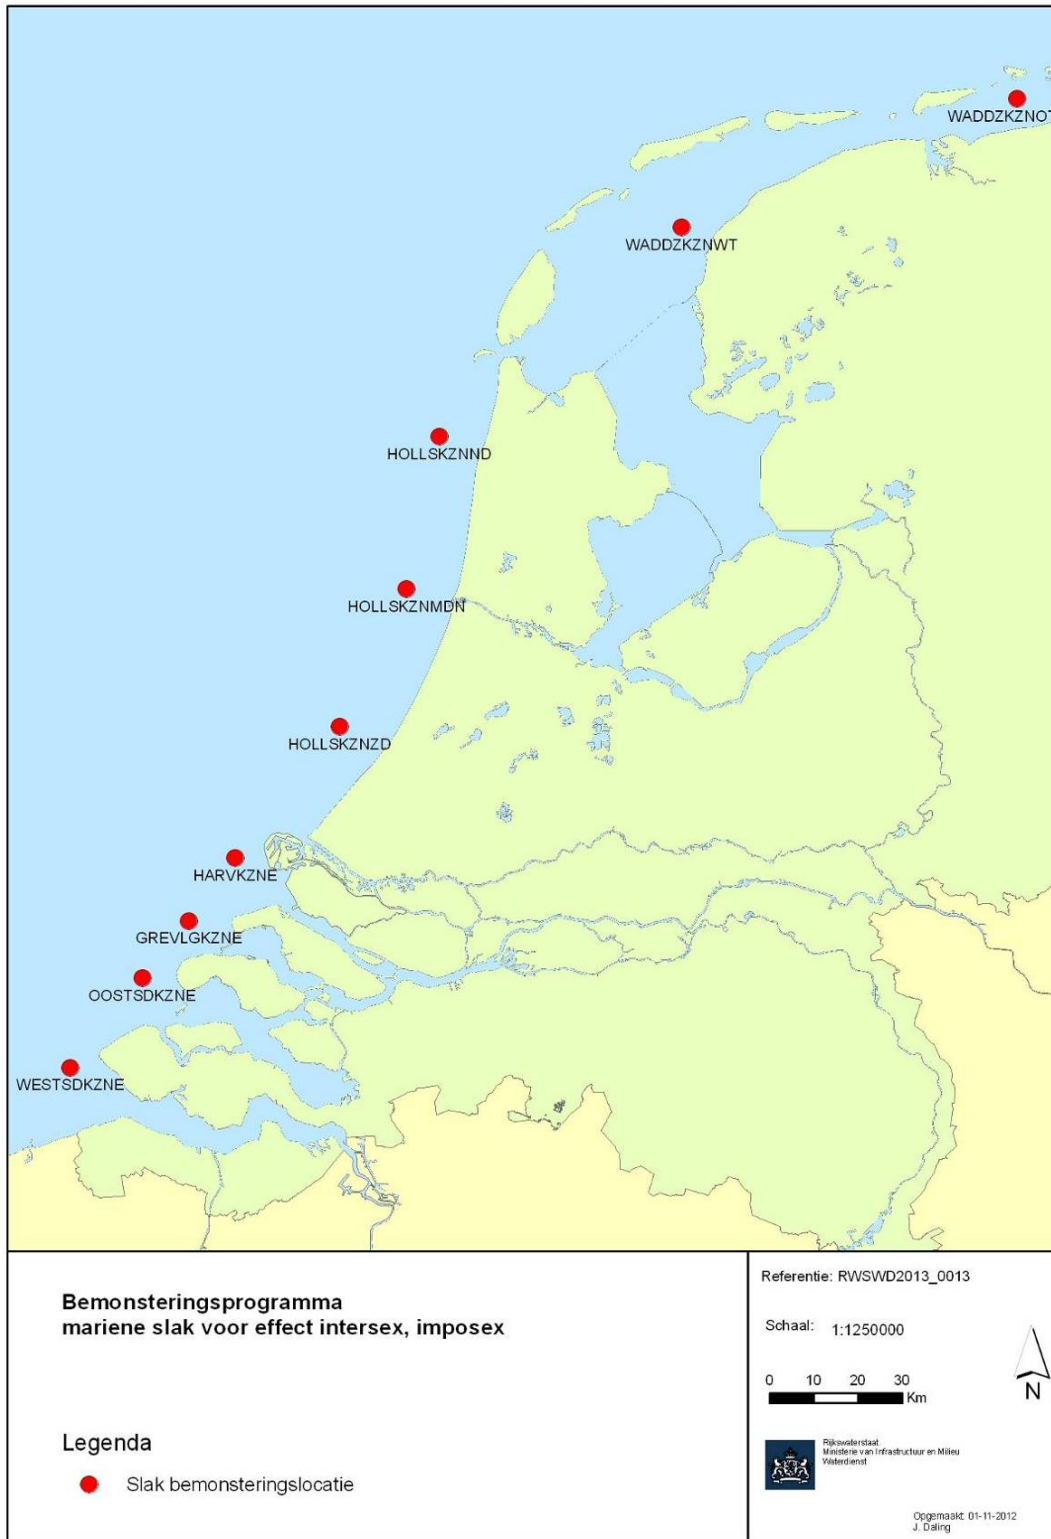 WADDZKZNOT
WADDZKZNWT
HOLLSKZNND
HOLLSKZNMDN
HOLLSKZNZD
HARVKZNE
GREVLGKZNE
OOSTSDKZNE
WESTSDKZNE
Bemonsteringsprogramma
mariene slak voor effect intersex, imposex
Legenda
Slak bemonsteringslocatie
Referentie: RWSWD2013_0013
Schaal: 1:1250000
0 10 20 30
Km
N
Rijkswaterstaat
Ministerie van Infrastructuur en Milieu
Waterdienst
Opgemaakt: 01-11-2012
J. Daling